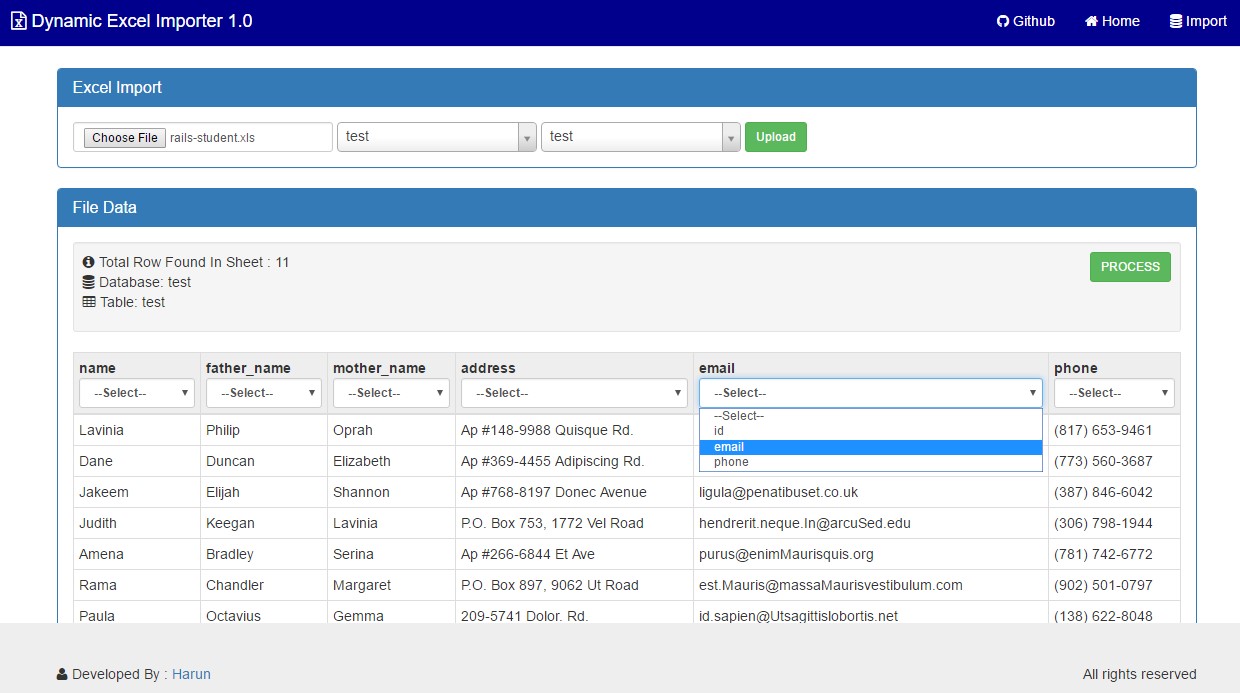 Dynamic Excel Importer 1.0 Github Home Import
Excel Import
Choose File rails-student.xls test test Upload
File Data
Total Row Found In Sheet : 11 PROCESS
Database: test
Table: test
name father_name mother_name address email phone
--Select-- --Select-- --Select-- --Select-- --Select-- --Select--
--Select--
id
email
phone
Lavinia Philip Oprah Ap #148-9988 Quisque Rd. (817) 653-9461
Dane Duncan Elizabeth Ap #369-4455 Adipiscing Rd. (773) 560-3687
Jakeem Elijah Shannon Ap #768-8197 Donec Avenue ligula@penatibuset.co.uk (387) 846-6042
Judith Keegan Lavinia P.O. Box 753, 1772 Vel Road hendrerit.neque.In@arcuSed.edu (306) 798-1944
Amena Bradley Serina Ap #266-6844 Et Ave purus@enimMaurisquis.org (781) 742-6772
Rama Chandler Margaret P.O. Box 897, 9062 Ut Road est.Mauris@massaMaurisvestibulum.com (902) 501-0797
Paula Octavius Gemma 209-5741 Dolor. Rd. id.sapien@Utsagittislobortis.net (138) 622-8048
Developed By : Harun All rights reserved